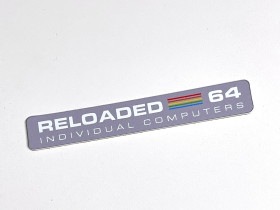 RELOADED 64
INDIVIDUAL COMPUTERS